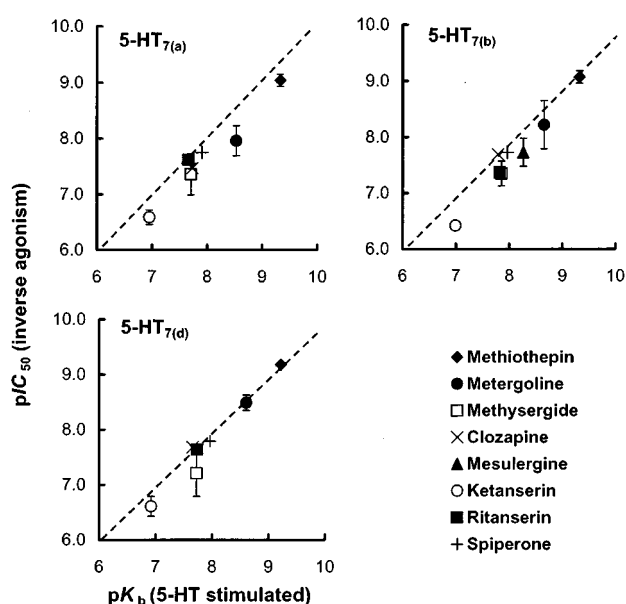 5-HT7(a)
10.0
9.0
8.0
7.0
6.0
6 7 8 9 10
5-HT7(b)
10.0
9.0
8.0
7.0
6.0
6 7 8 9 10
5-HT7(d)
10.0
9.0
8.0
7.0
6.0
6 7 8 9 10
pIC50 (inverse agonism)
pKb (5-HT stimulated)
Methiothepin
Metergoline
Methysergide
Clozapine
Mesulergine
Ketanserin
Ritanserin
Spiperone